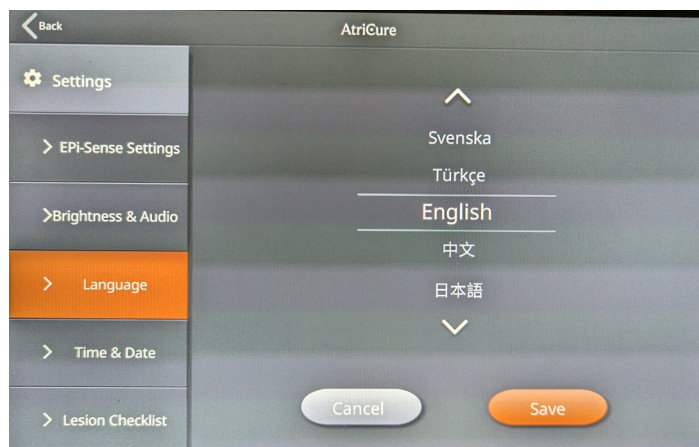 Back
AtriCure
Settings
EPi-Sense Settings
Brightness & Audio
Language
Time & Date
Lesion Checklist
Svenska
Türkçe
English
中文
日本語
Cancel
Save